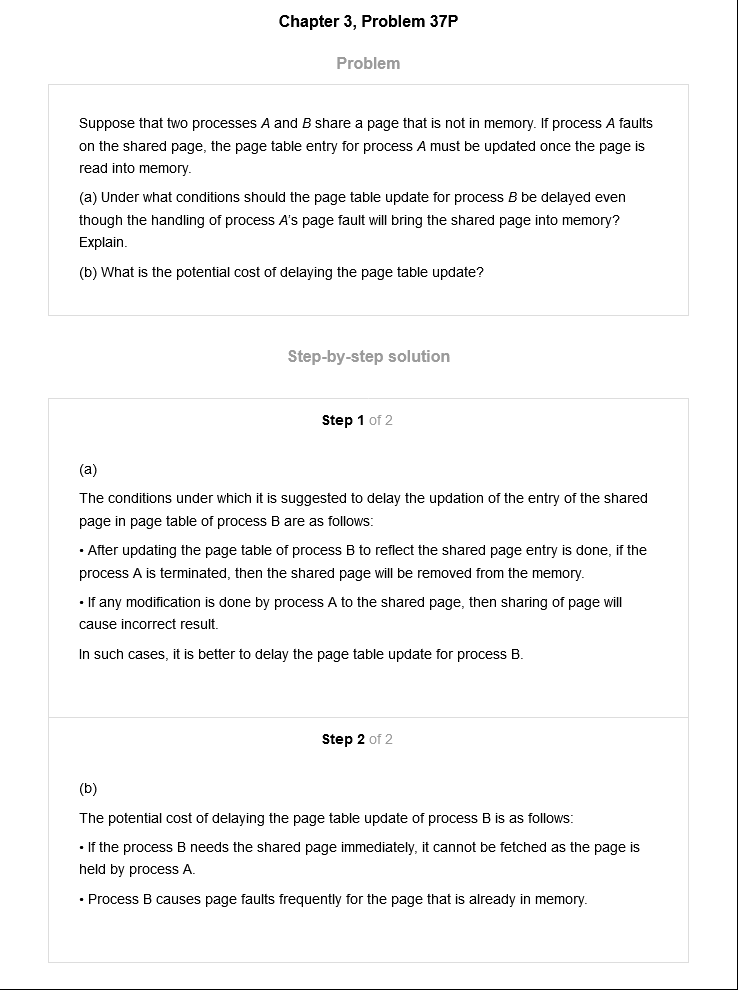 Chapter 3, Problem 37P
Problem
Suppose that two processes A and B share a page that is not in memory. If process A faults
on the shared page, the page table entry for process A must be updated once the page is
read into memory.
(a) Under what conditions should the page table update for process B be delayed even
though the handling of process A's page fault will bring the shared page into memory?
Explain.
(b) What is the potential cost of delaying the page table update?
Step-by-step solution
Step 1 of 2
(a)
The conditions under which it is suggested to delay the updation of the entry of the shared
page in page table of process B are as follows:
• After updating the page table of process B to reflect the shared page entry is done, if the
process A is terminated, then the shared page will be removed from the memory.
• If any modification is done by process A to the shared page, then sharing of page will
cause incorrect result.
In such cases, it is better to delay the page table update for process B.
Step 2 of 2
(b)
The potential cost of delaying the page table update of process B is as follows:
• If the process B needs the shared page immediately, it cannot be fetched as the page is
held by process A.
• Process B causes page faults frequently for the page that is already in memory.